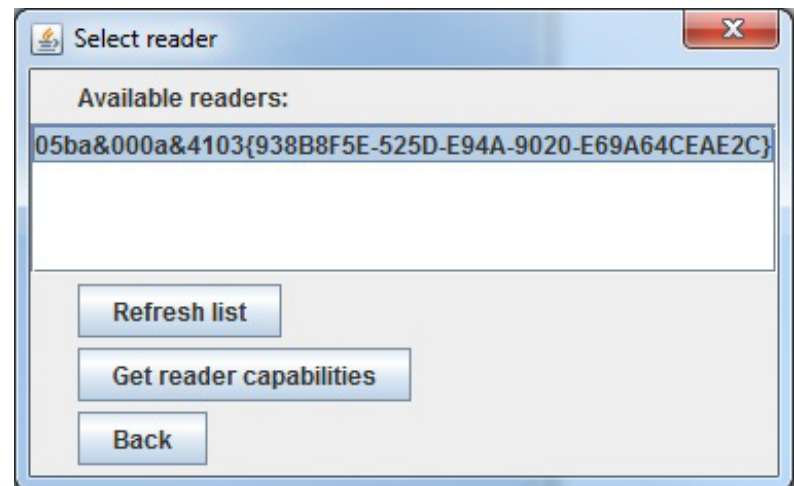 Select reader
Available readers:
05ba&000a&4103{938B8F5E-525D-E94A-9020-E69A64CEAE2C}
Refresh list
Get reader capabilities
Back